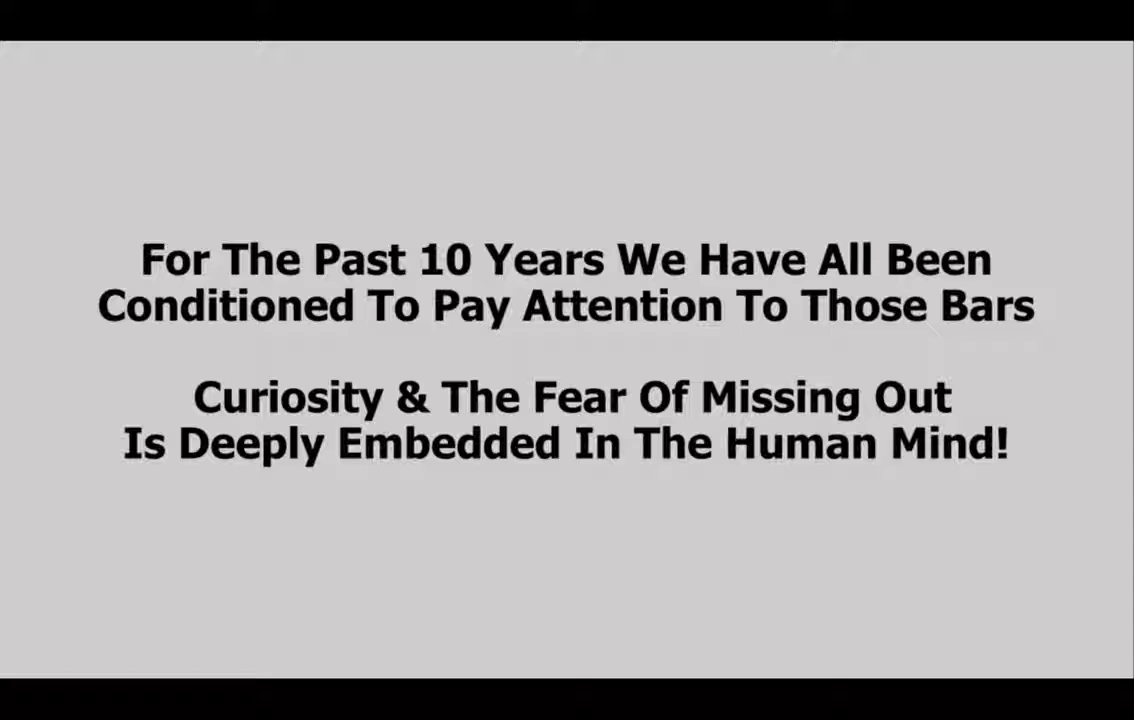 For The Past 10 Years We Have All Been
Conditioned To Pay Attention To Those Bars
Curiosity & The Fear Of Missing Out
Is Deeply Embedded In The Human Mind!